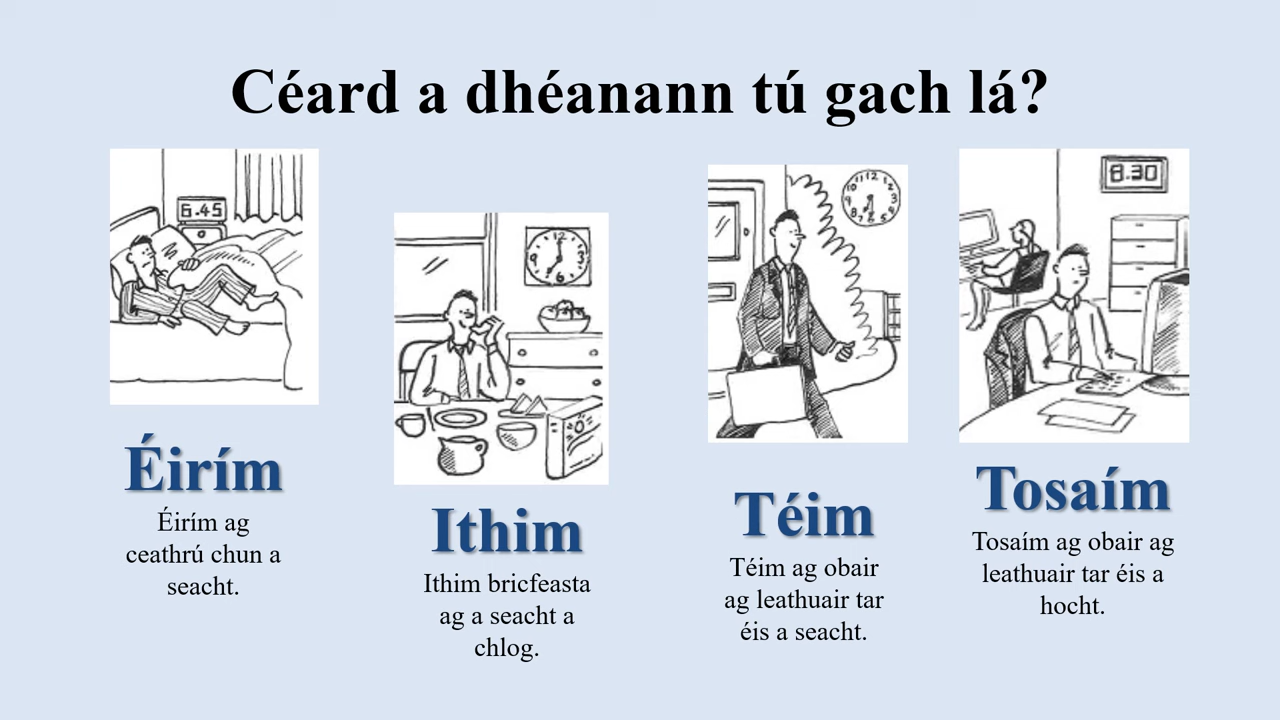 Céard a dhéanann tú gach lá?
6.45
8.30
Éirím
Éirím ag
ceathrú chun a
seacht.
Ithim
Ithim bricfeasta
ag a seacht a
chlog.
Téim
Téim ag obair
ag leathuair tar
éis a seacht.
Tosaím
Tosaím ag obair ag
leathuair tar éis a
hocht.